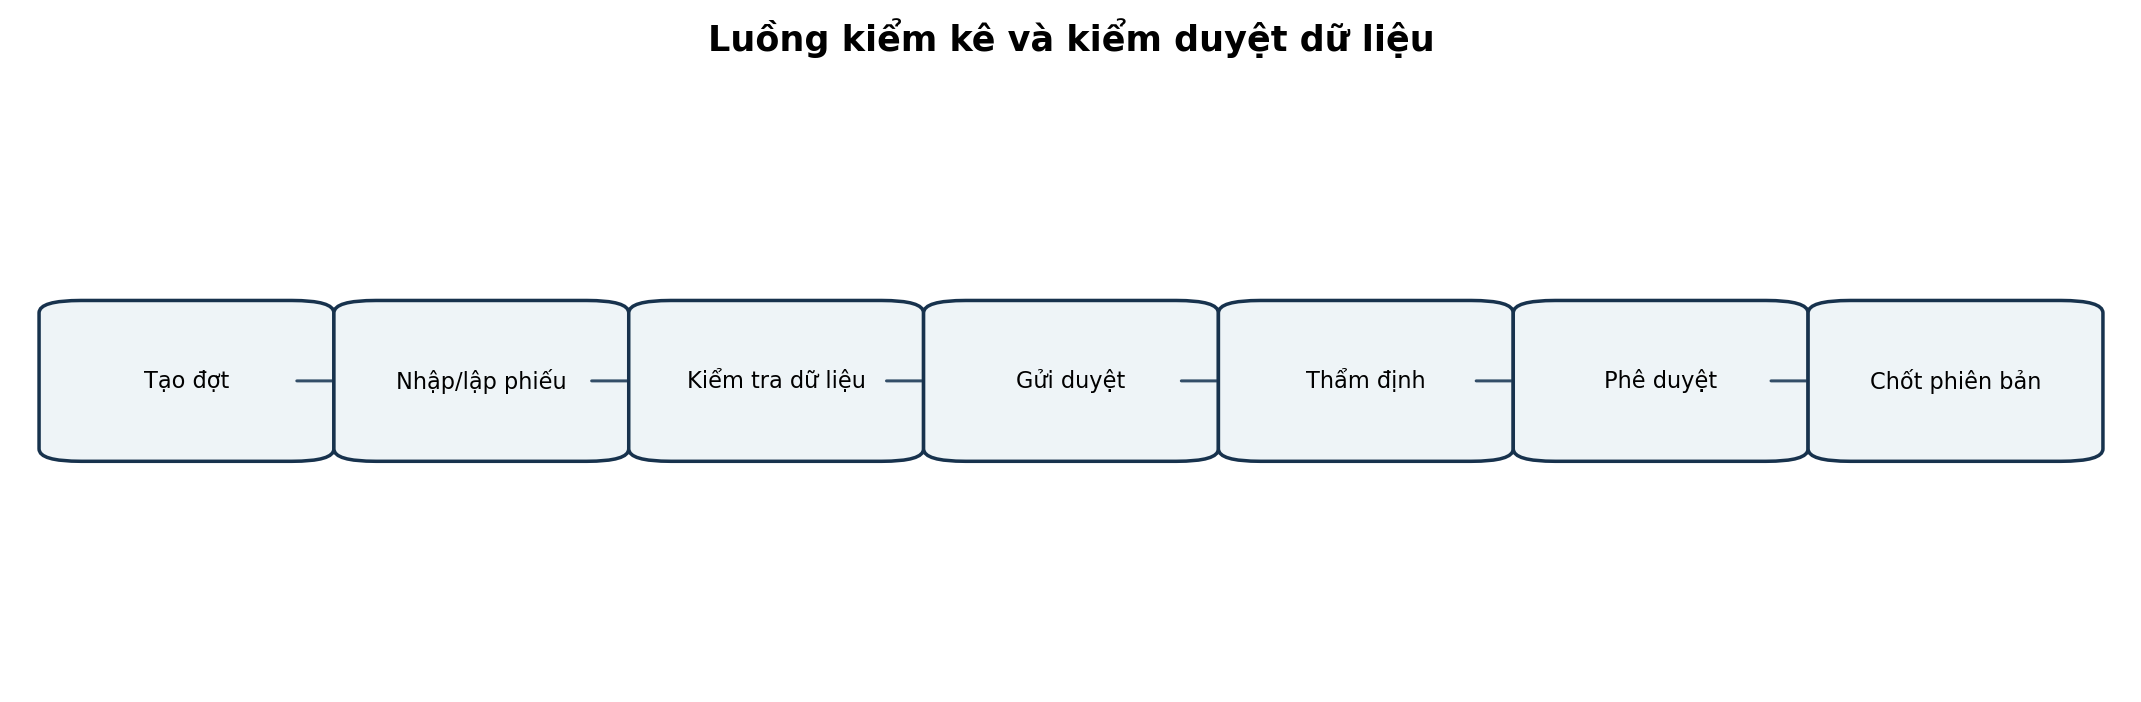 Luồng kiểm kê và kiểm duyệt dữ liệu
Tạo đợt
Nhập/lập phiếu
Kiểm tra dữ liệu
Gửi duyệt
Thẩm định
Phê duyệt
Chốt phiên bản